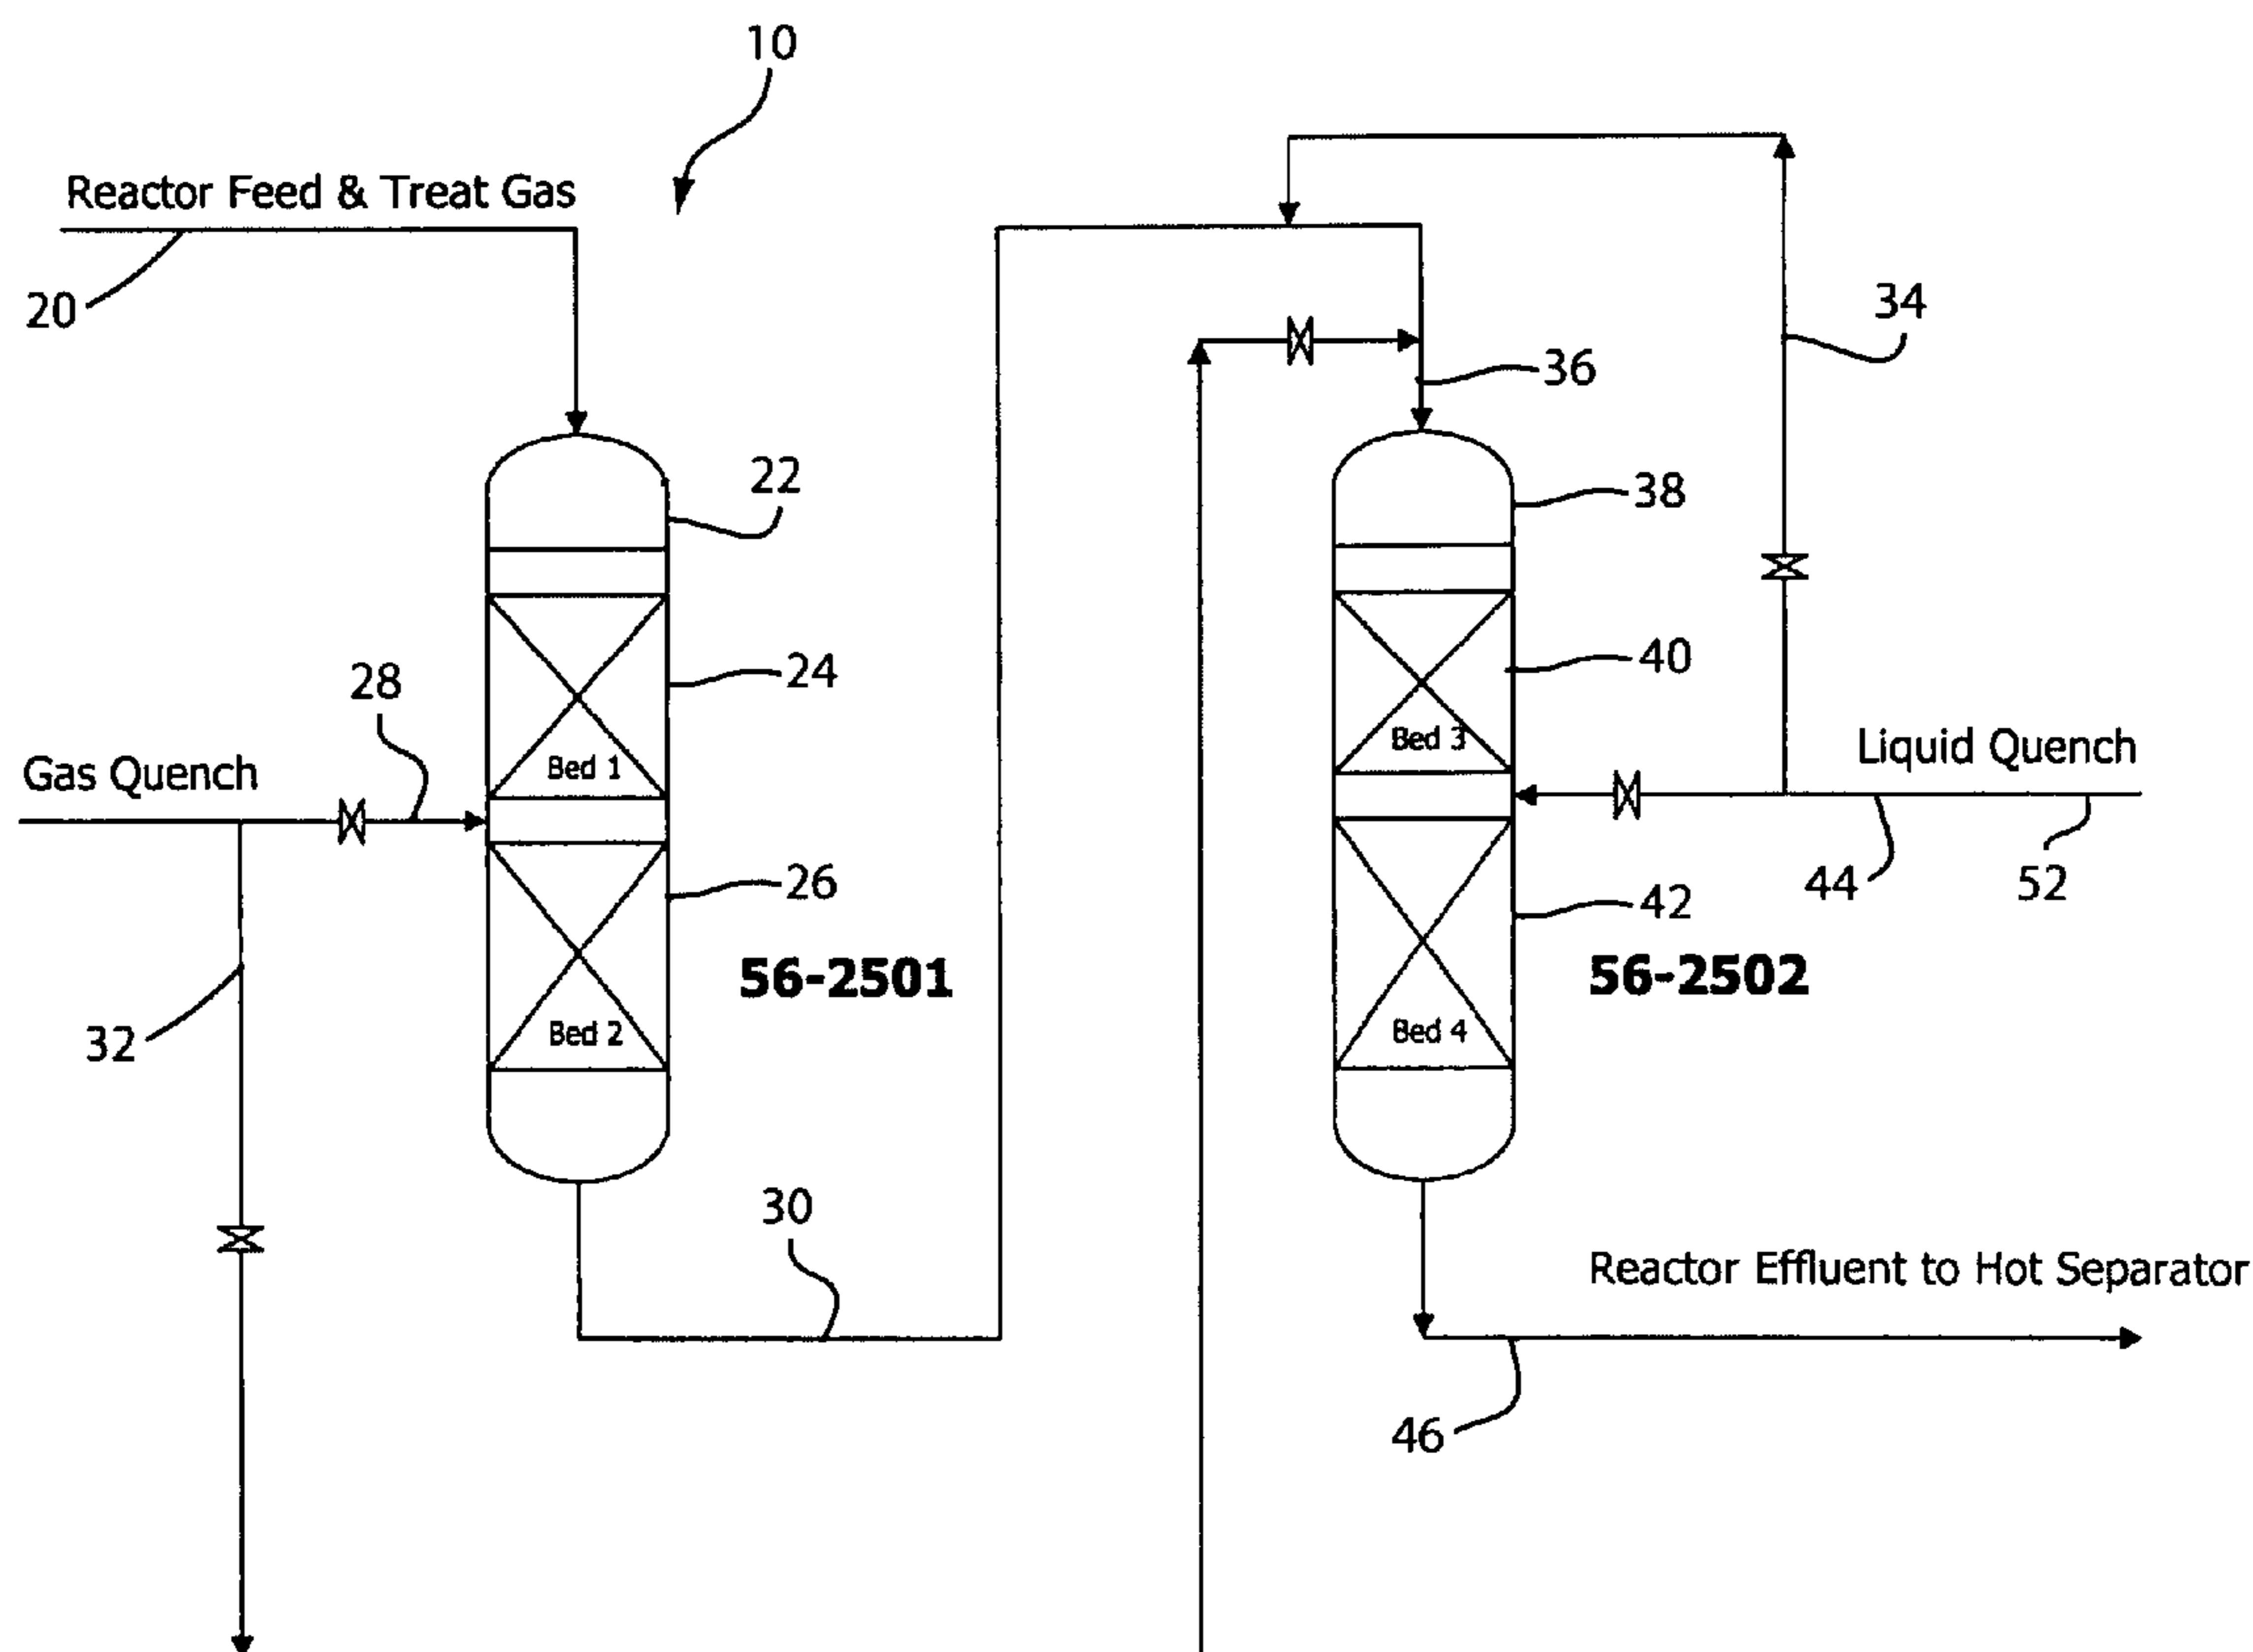 10
Reactor Feed & Treat Gas
20
34
36
22
38
24
40
28
Bed 1
Bed 3
Gas Quench
Liquid Quench
26
42
44
52
56-2501
56-2502
32
Bed 2
Bed 4
30
Reactor Effluent to Hot Separator
46